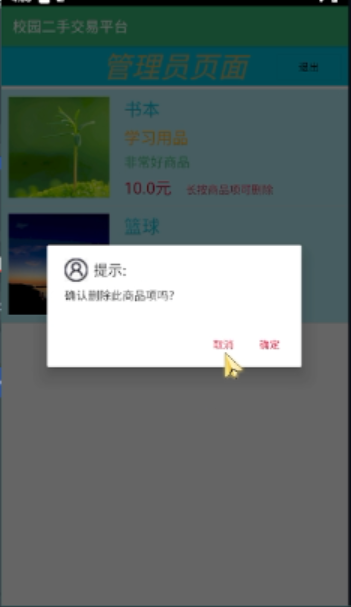 校园二手交易平台
管理员页面
退出
书本
学习用品
非常好商品
10.0元 长按商品项可删除
篮球
提示:
确认删除此商品项吗?
取消 确定